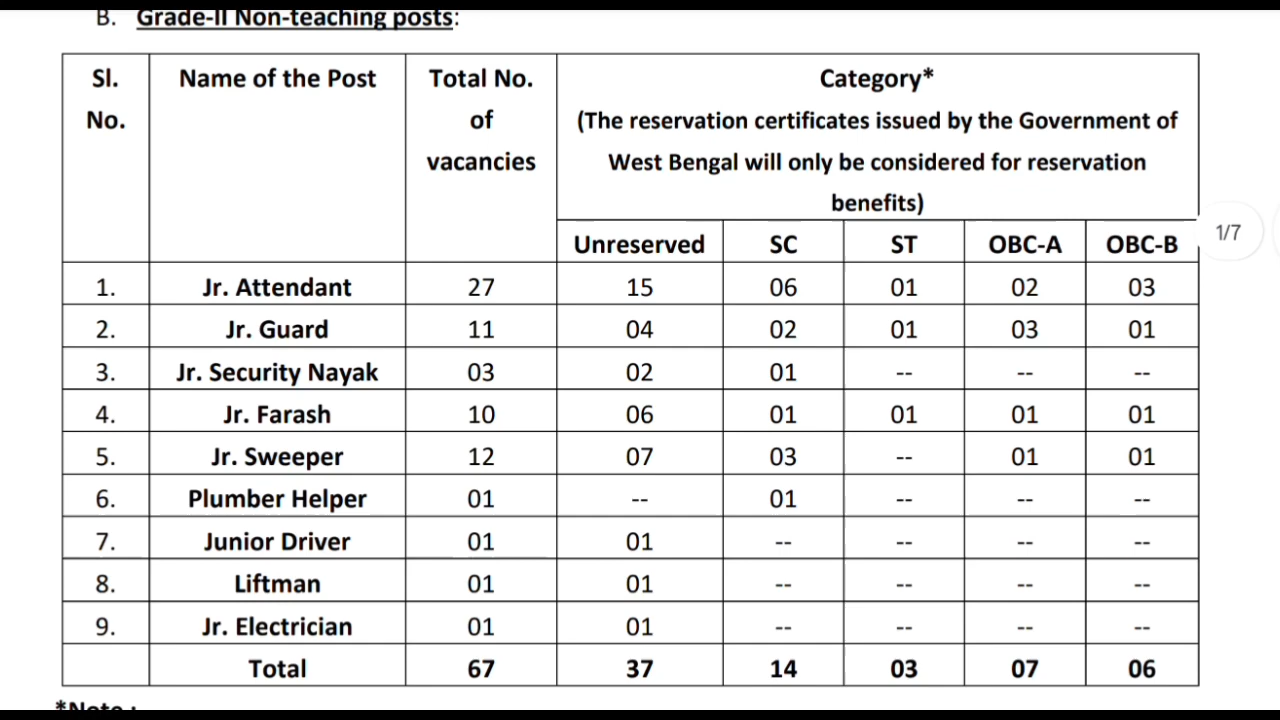 B. Grade-II Non-teaching posts:
Sl. No. Name of the Post Total No. of vacancies Category*
(The reservation certificates issued by the Government of
West Bengal will only be considered for reservation
benefits)
Unreserved SC ST OBC-A OBC-B
1. Jr. Attendant 27 15 06 01 02 03
2. Jr. Guard 11 04 02 01 03 01
3. Jr. Security Nayak 03 02 01 -- -- --
4. Jr. Farash 10 06 01 01 01 01
5. Jr. Sweeper 12 07 03 -- 01 01
6. Plumber Helper 01 -- 01 -- -- --
7. Junior Driver 01 01 -- -- -- --
8. Liftman 01 01 -- -- -- --
9. Jr. Electrician 01 01 -- -- -- --
Total 67 37 14 03 07 06
*Note :
1/7